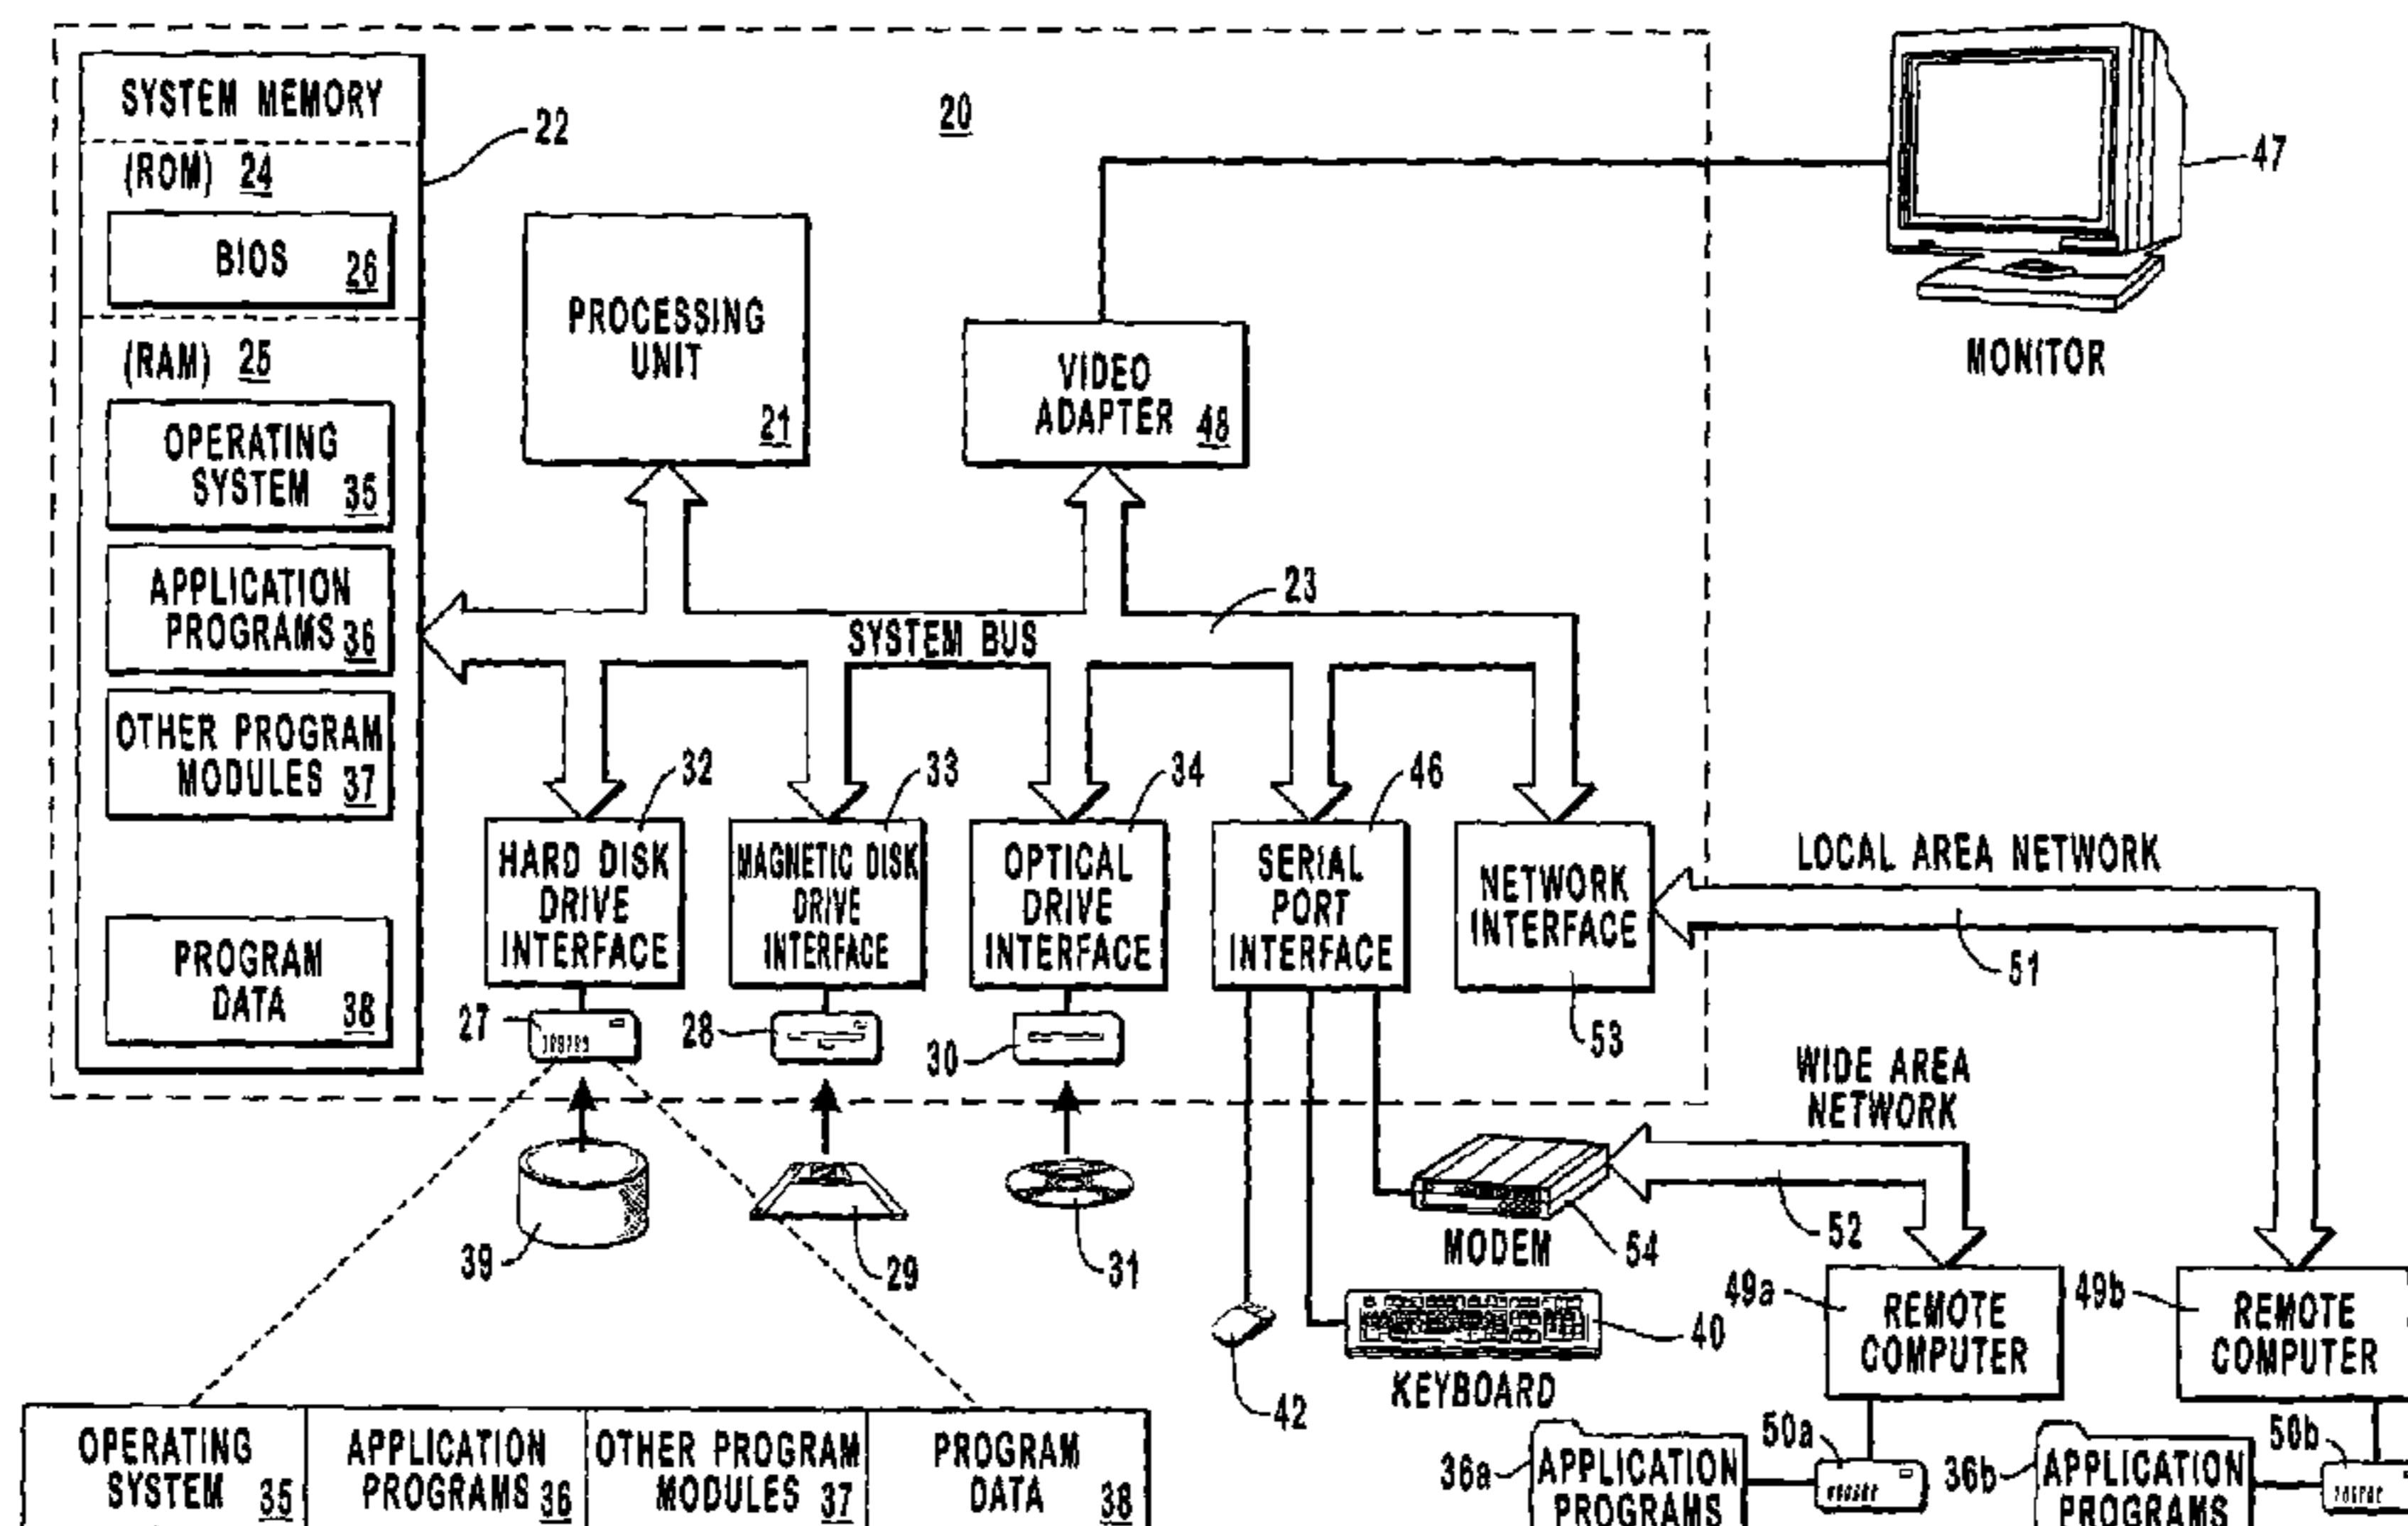 SYSTEM MEMORY
(ROM) 24
BIOS 26
(RAM) 25
OPERATING
SYSTEM 35
APPLICATION
PROGRAMS 36
OTHER PROGRAM
MODULES 37
PROGRAM
DATA 38
22
20
PROCESSING
UNIT
21
VIDEO
ADAPTER 48
47
MONITOR
23
SYSTEM BUS
32
HARD DISK
DRIVE
INTERFACE
33
MAGNETIC DISK
DRIVE
INTERFACE
34
OPTICAL
DRIVE
INTERFACE
46
SERIAL
PORT
INTERFACE
NETWORK
INTERFACE
53
LOCAL AREA NETWORK
51
27
28
30
WIDE AREA
NETWORK
52
39
29
31
MODEM
54
42
40
KEYBOARD
49a
REMOTE
COMPUTER
49b
REMOTE
COMPUTER
OPERATING
SYSTEM 35
APPLICATION
PROGRAMS 36
OTHER PROGRAM
MODULES 37
PROGRAM
DATA 38
36a
APPLICATION
PROGRAMS
50a
36b
APPLICATION
PROGRAMS
50b